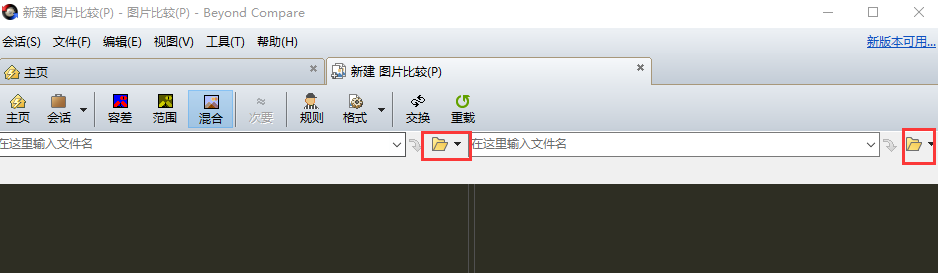 新建 图片比较(P) - 图片比较(P) - Beyond Compare
会话(S) 文件(F) 编辑(E) 视图(V) 工具(T) 帮助(H) 新版本可用...
主页 新建 图片比较(P)
主页 会话 容差 范围 混合 次要 规则 格式 交换 重载
在这里输入文件名 在这里输入文件名